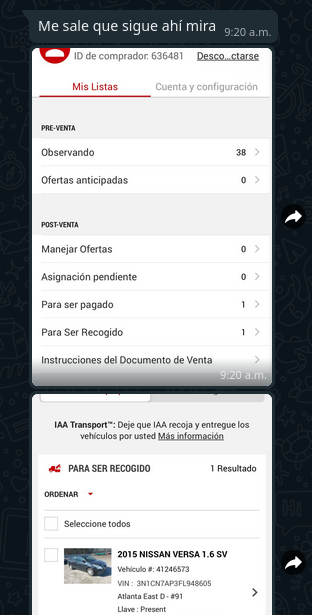 Me sale que sigue ahí mira
9:20 a.m.
ID de comprador: 636481 Desco...ctarse
Mis Listas Cuenta y configuración
PRE-VENTA
Observando 38
Ofertas anticipadas 0
POST-VENTA
Manejar Ofertas 0
Asignación pendiente 0
Para ser pagado 1
Para Ser Recogido 1
Instrucciones del Documento de Venta
9:20 a.m.
IAA Transport™: Deje que IAA recoja y entregue los
vehículos por usted Más información
PARA SER RECOGIDO 1 Resultado
ORDENAR
Seleccione todos
2015 NISSAN VERSA 1.6 SV
Vehículo #: 41246573
VIN : 3N1CN7AP3FL948605
Atlanta East D - #91
Llave : Present